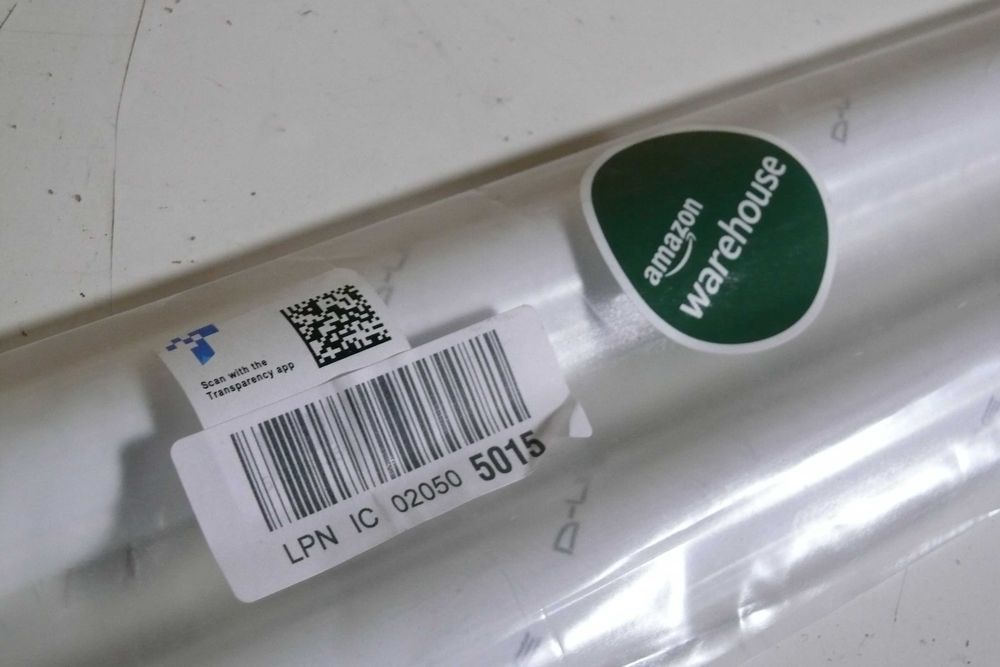 amazon
warehouse
Scan with the
Transparency app
LPN IC 02050 5015